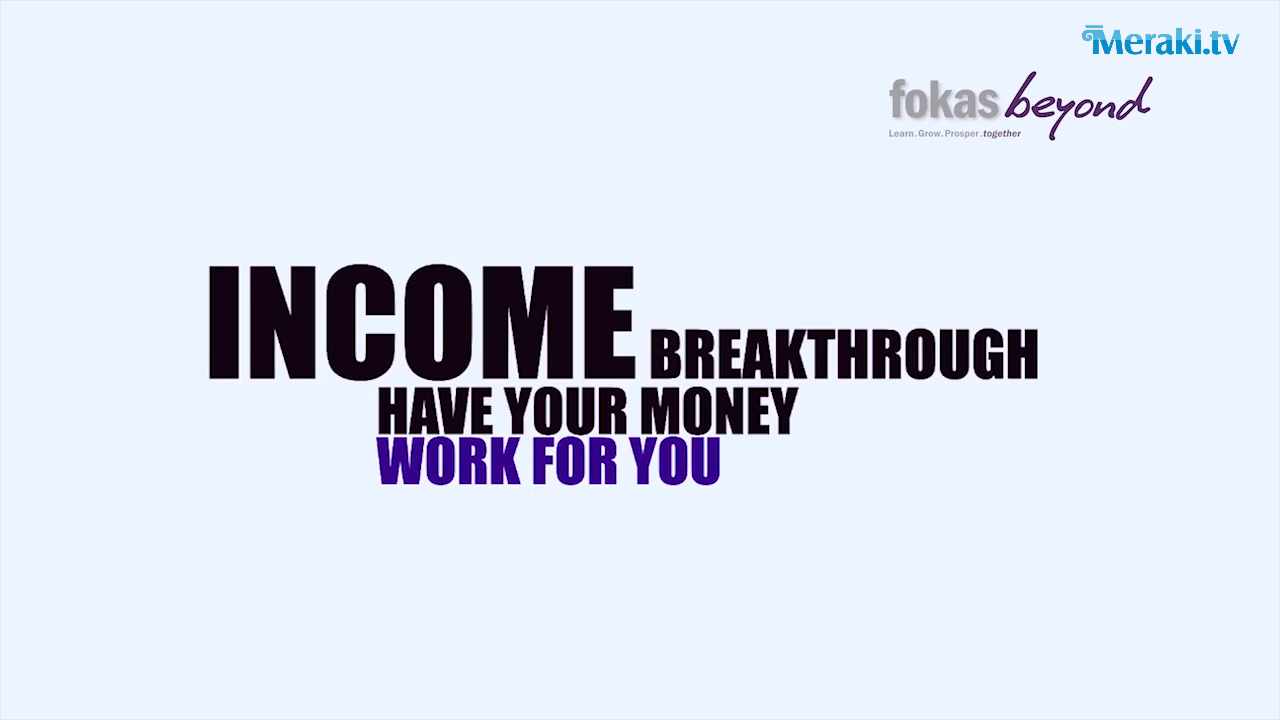 Meraki.tv
fokas beyond
Learn.Grow.Prosper.together
INCOME BREAKTHROUGH
HAVE YOUR MONEY
WORK FOR YOU